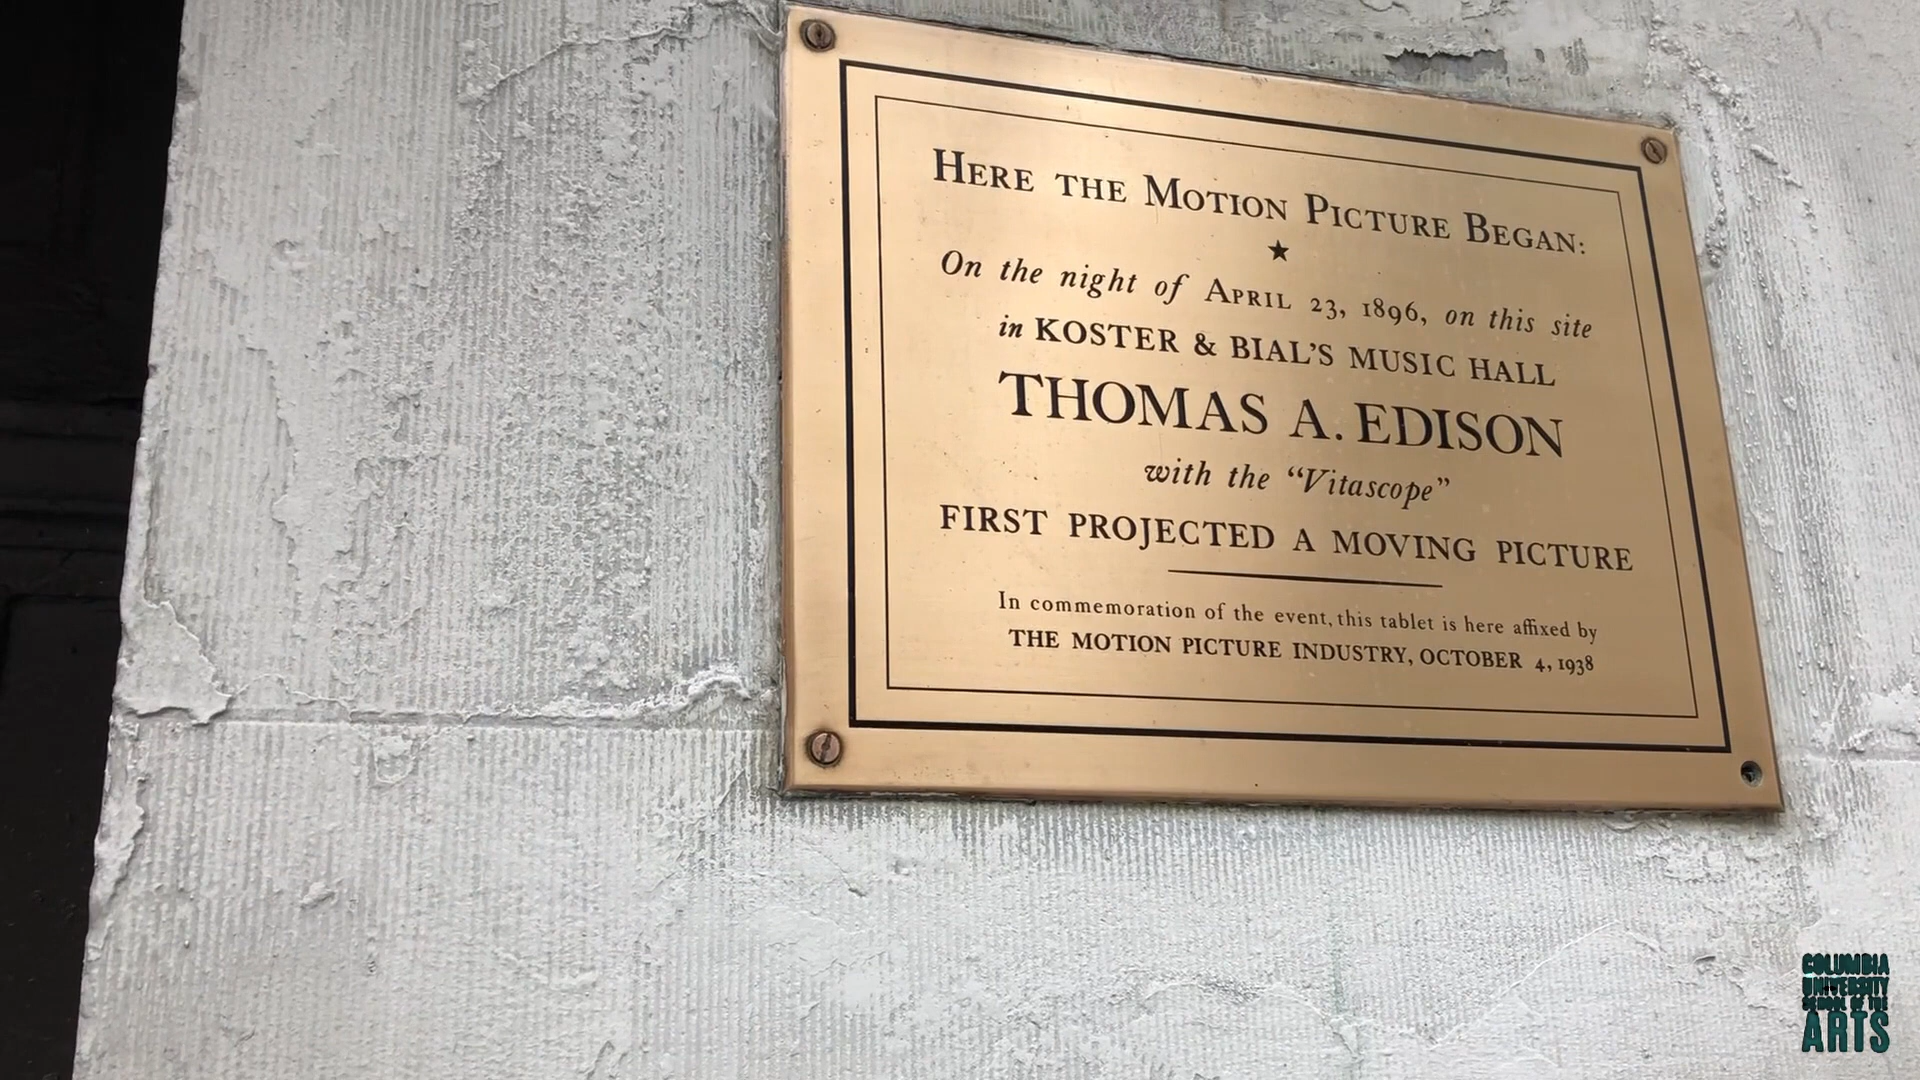 HERE THE MOTION PICTURE BEGAN:
On the night of APRIL 23, 1896, on this site
in KOSTER & BIAL'S MUSIC HALL
THOMAS A. EDISON
with the “Vitascope”
FIRST PROJECTED A MOVING PICTURE
In commemoration of the event, this tablet is here affixed by
THE MOTION PICTURE INDUSTRY, OCTOBER 4, 1938
COLUMBIA
UNIVERSITY
SCHOOL OF THE
ARTS